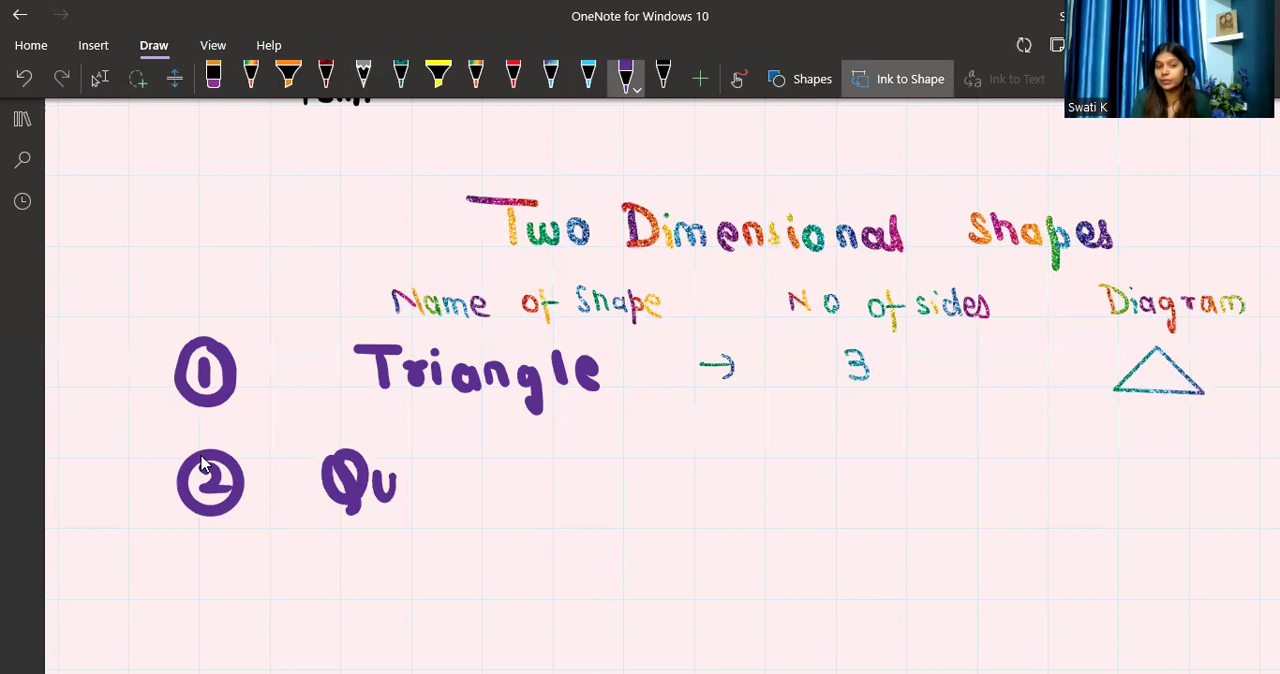 OneNote for Windows 10
Home Insert Draw View Help
Shapes Ink to Shape Ink to Text
Swati K
Two Dimensional shapes
Name of Shape No of sides Diagram
1 Triangle → 3
2 Qu